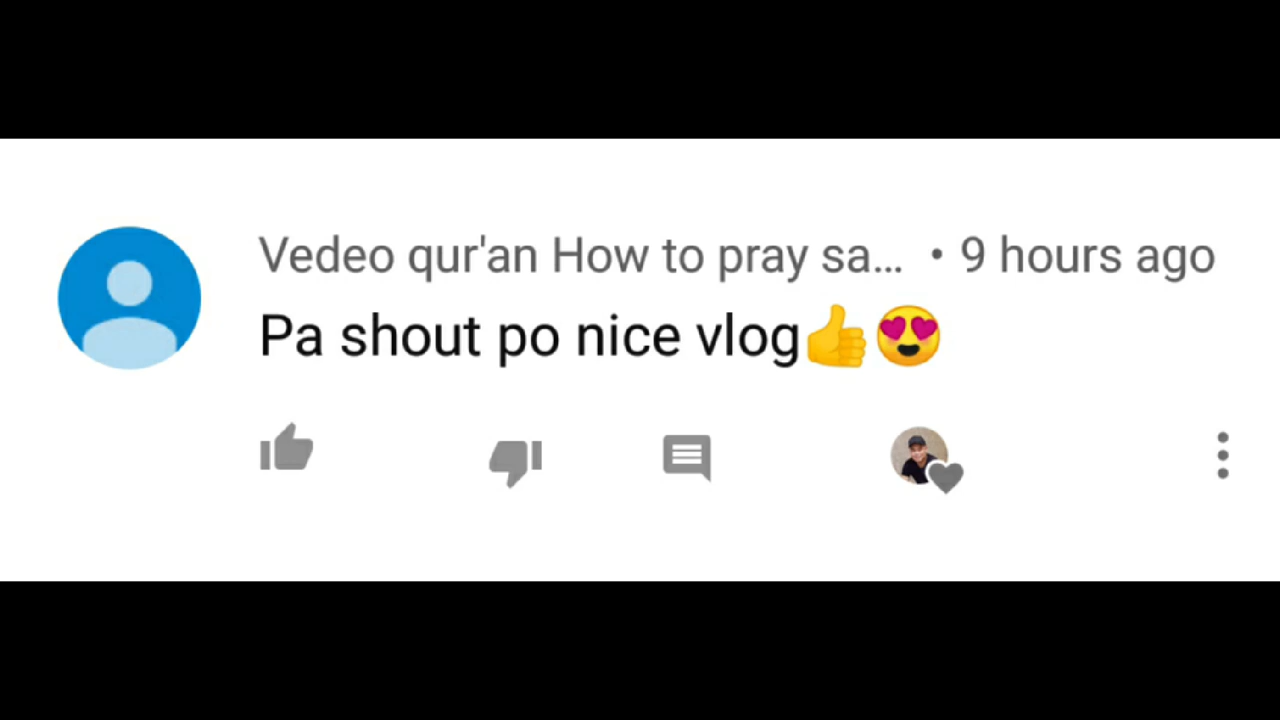 Vedeo qur'an How to pray sa... • 9 hours ago
Pa shout po nice vlog👍😍